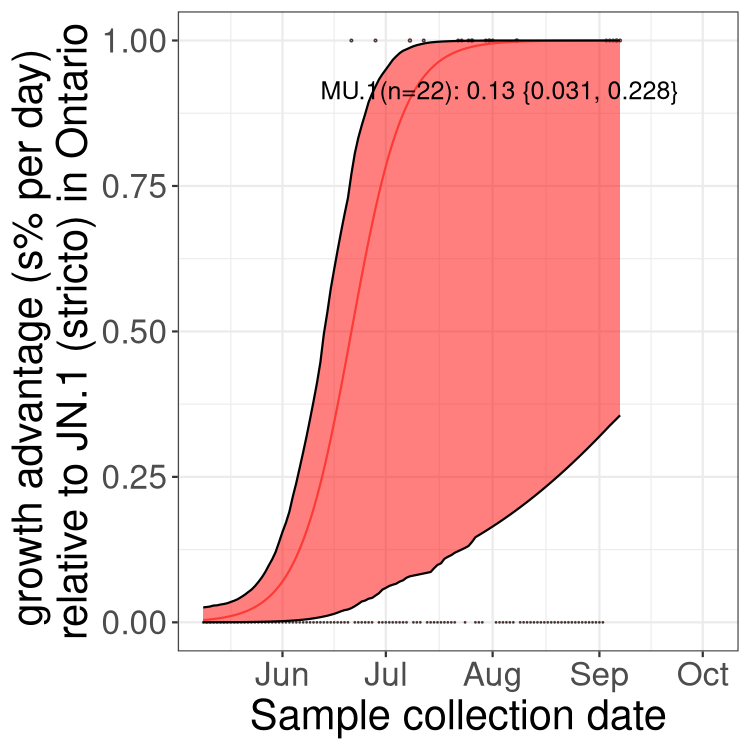 growth advantage (s% per day)
relative to JN.1 (stricto) in Ontario
1.00
0.75
0.50
0.25
0.00
MU.1(n=22): 0.13 {0.031, 0.228}
Jun Jul Aug Sep Oct
Sample collection date